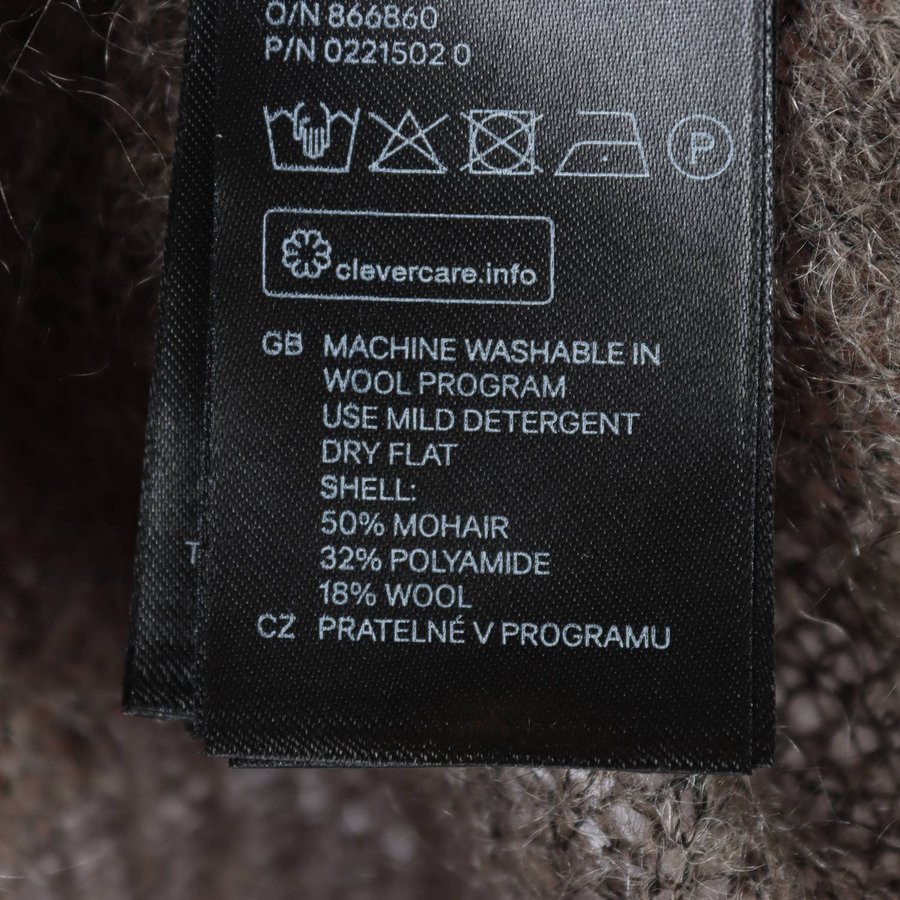 O/N 866860
P/N 0221502 0
P
clevercare.info
GB MACHINE WASHABLE IN
WOOL PROGRAM
USE MILD DETERGENT
DRY FLAT
SHELL:
50% MOHAIR
32% POLYAMIDE
18% WOOL
CZ PRATELNÉ V PROGRAMU
T